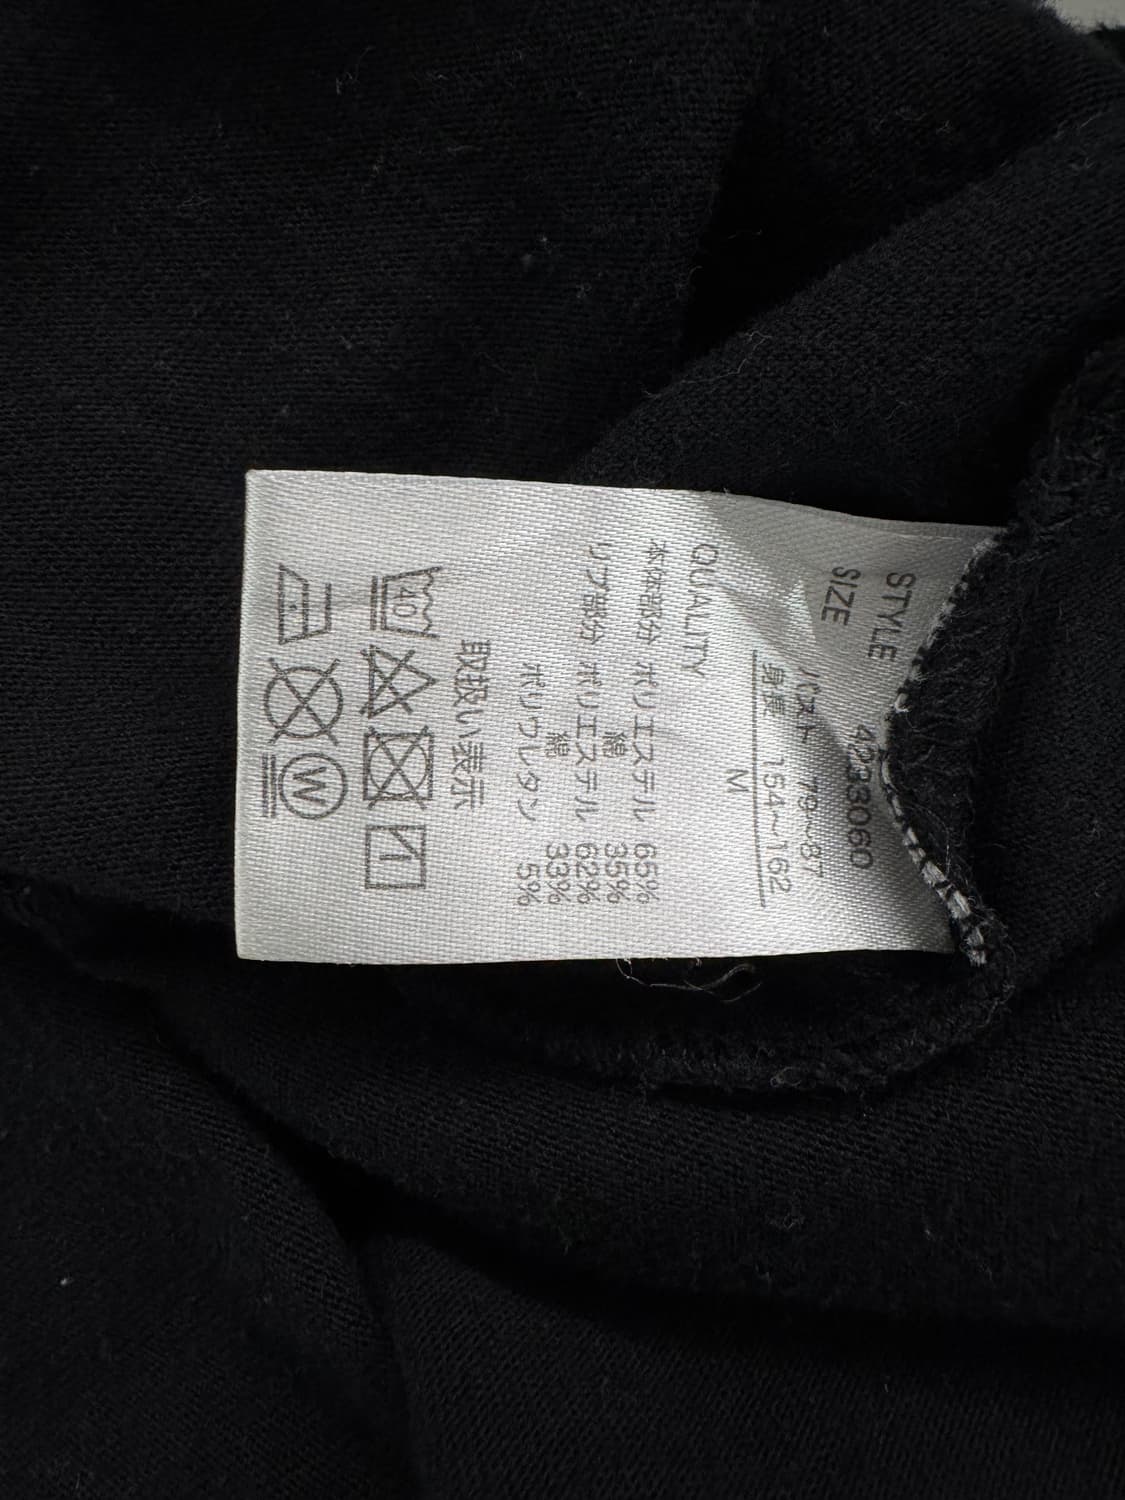 STYLE 4233060
SIZE
バスト 79~87
身長 154~162
M
QUALITY
本体部分 ポリエステル 65%
綿 35%
リブ部分 ポリエステル 62%
綿 33%
ポリウレタン 5%
取扱い表示
40
W